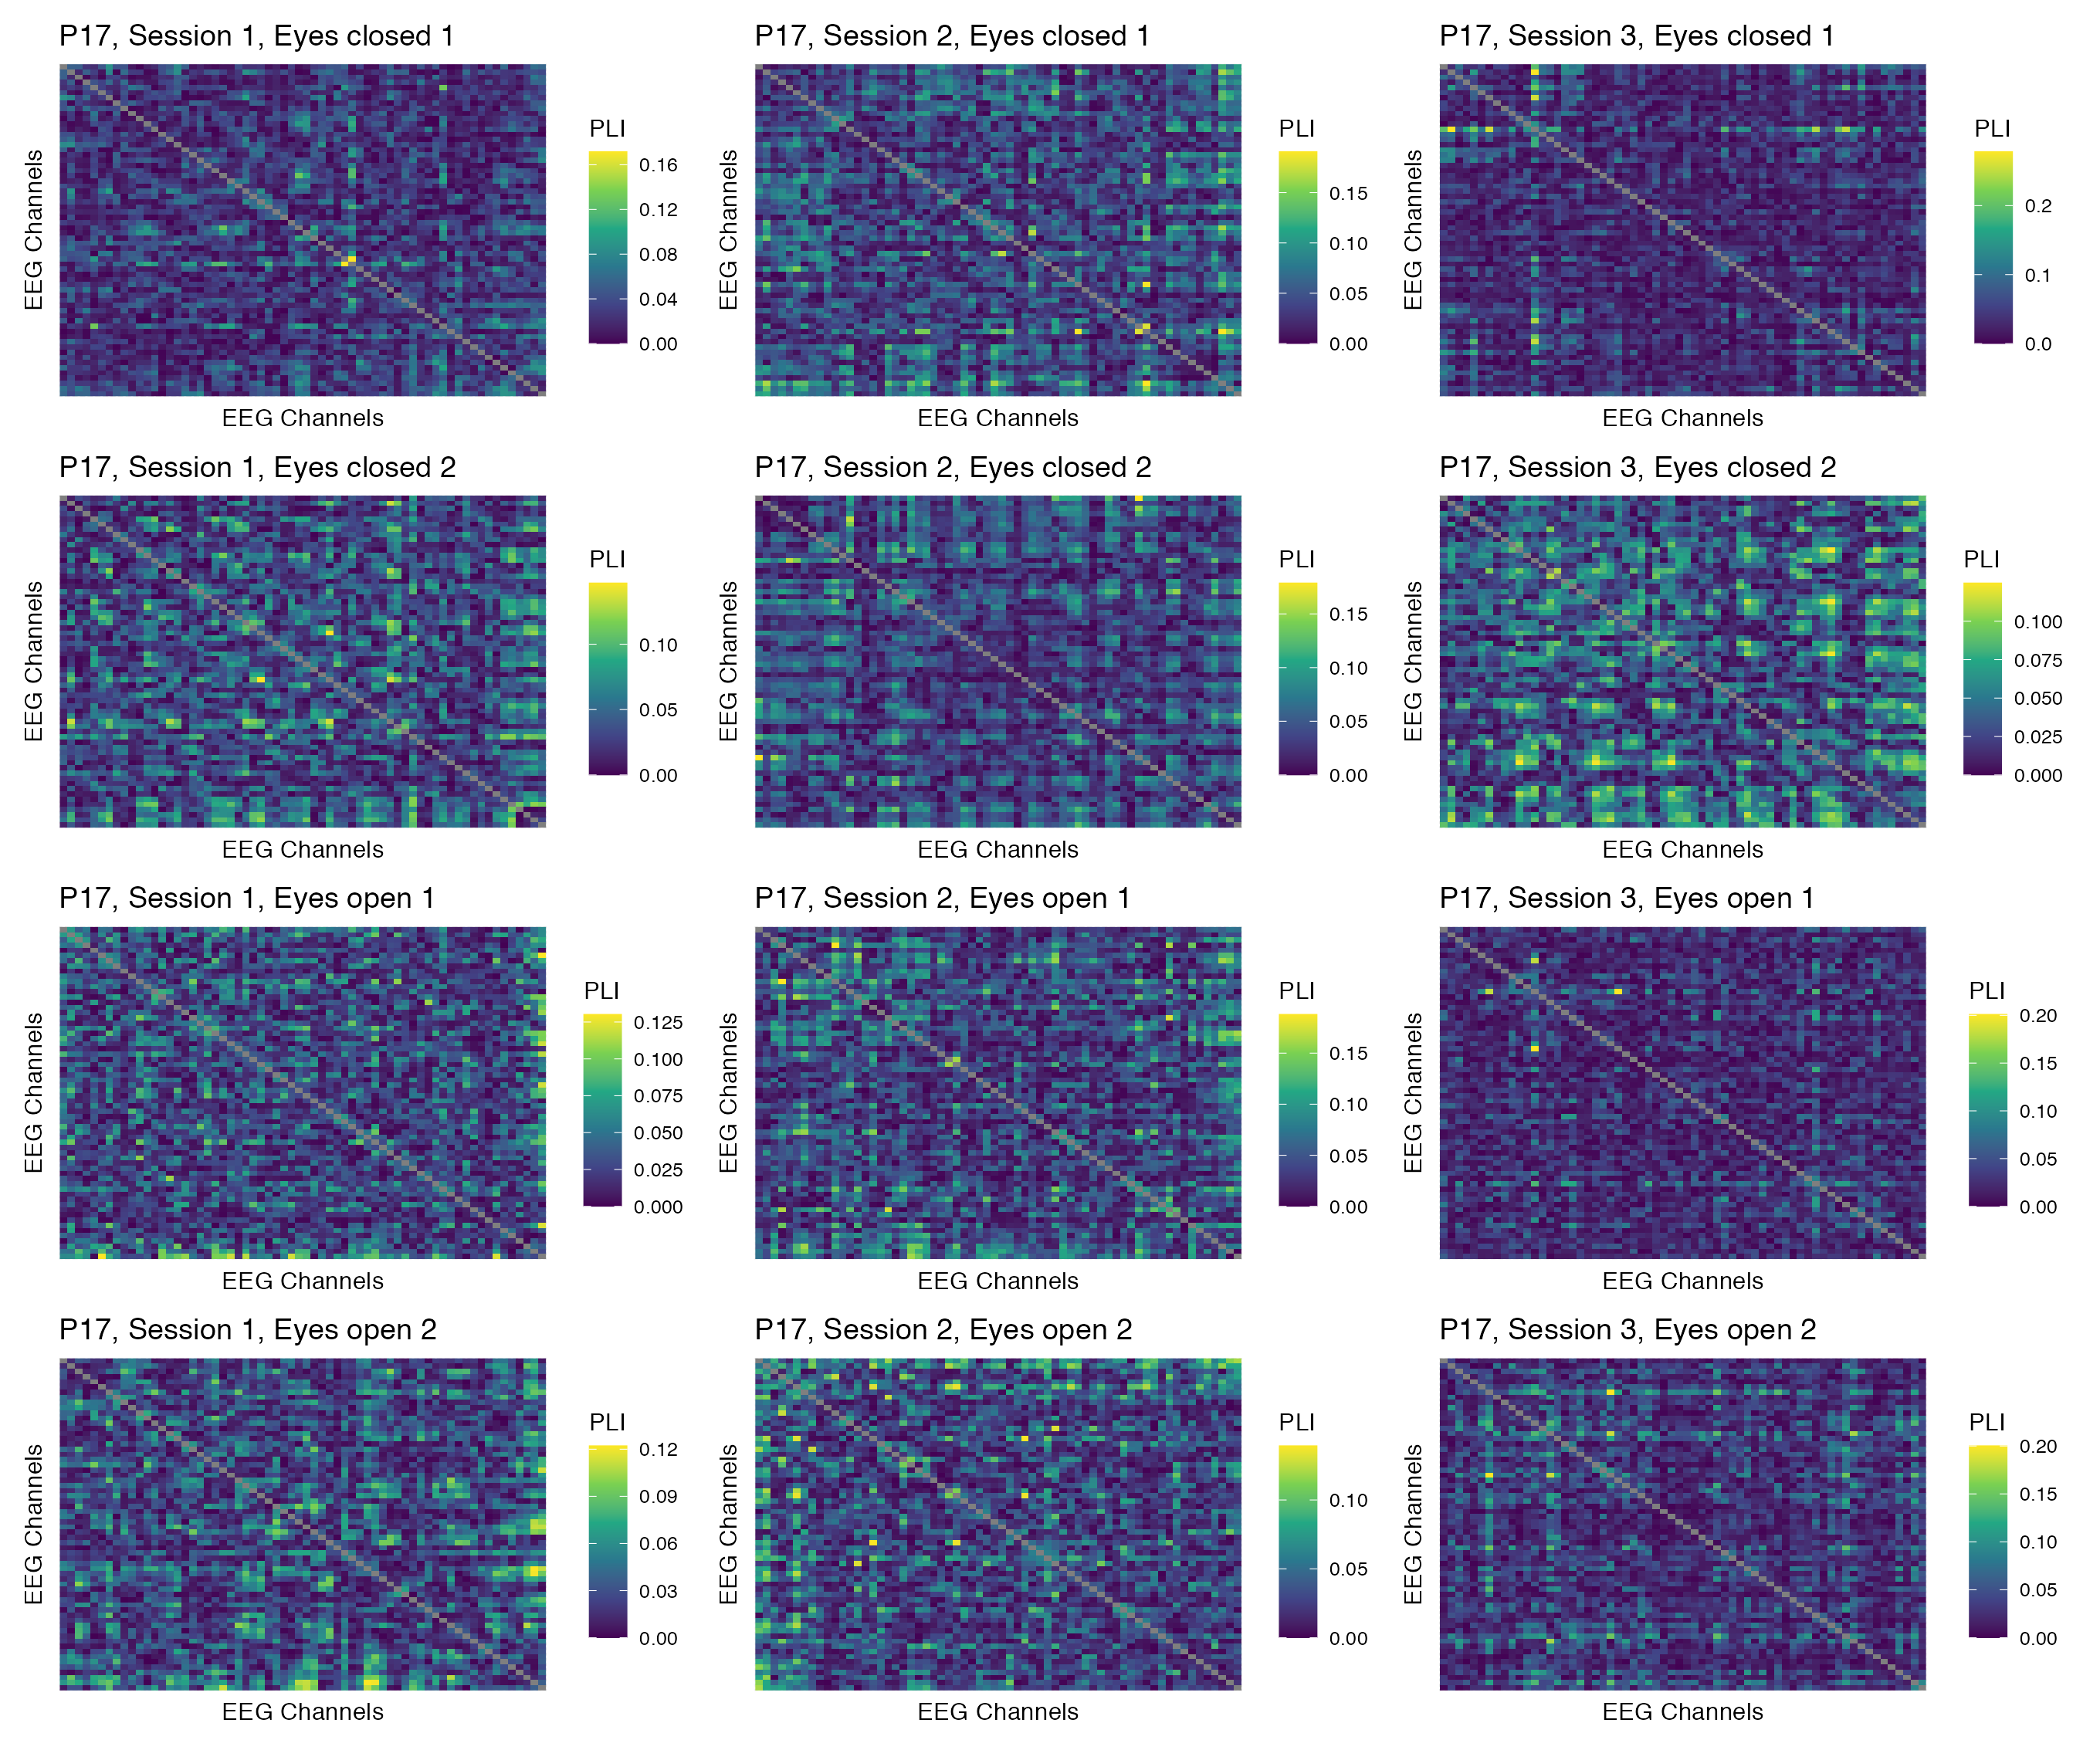 P17, Session 1, Eyes closed 1
P17, Session 2, Eyes closed 1
P17, Session 3, Eyes closed 1
EEG Channels
EEG Channels
PLI
0.16
0.12
0.08
0.04
0.00
EEG Channels
EEG Channels
PLI
0.15
0.10
0.05
0.00
EEG Channels
EEG Channels
PLI
0.2
0.1
0.0
P17, Session 1, Eyes closed 2
P17, Session 2, Eyes closed 2
P17, Session 3, Eyes closed 2
EEG Channels
EEG Channels
PLI
0.10
0.05
0.00
EEG Channels
EEG Channels
PLI
0.15
0.10
0.05
0.00
EEG Channels
EEG Channels
PLI
0.100
0.075
0.050
0.025
0.000
P17, Session 1, Eyes open 1
P17, Session 2, Eyes open 1
P17, Session 3, Eyes open 1
EEG Channels
EEG Channels
PLI
0.125
0.100
0.075
0.050
0.025
0.000
EEG Channels
EEG Channels
PLI
0.15
0.10
0.05
0.00
EEG Channels
EEG Channels
PLI
0.20
0.15
0.10
0.05
0.00
P17, Session 1, Eyes open 2
P17, Session 2, Eyes open 2
P17, Session 3, Eyes open 2
EEG Channels
EEG Channels
PLI
0.12
0.09
0.06
0.03
0.00
EEG Channels
EEG Channels
PLI
0.10
0.05
0.00
EEG Channels
EEG Channels
PLI
0.20
0.15
0.10
0.05
0.00